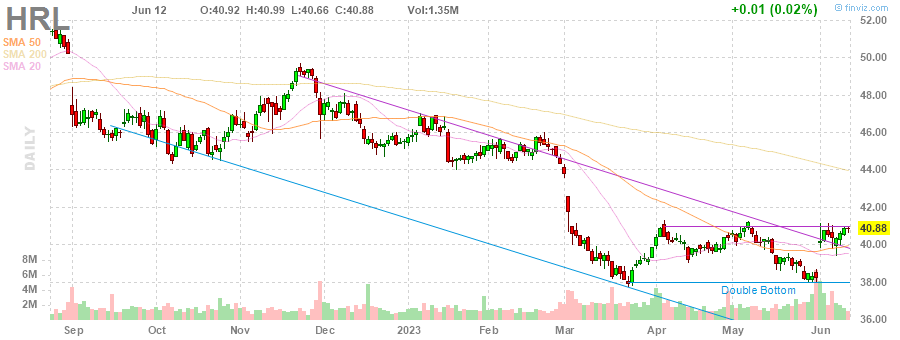 HRL
Jun 12 O:40.92 H:40.99 L:40.66 C:40.88 Vol:1.35M +0.01 (0.02%) © finviz.com
SMA 50
SMA 200
SMA 20
DAILY
52.00
50.00
48.00
46.00
44.00
42.00
40.88
40.00
38.00
36.00
8M
6M
4M
2M
Double Bottom
Sep Oct Nov Dec 2023 Feb Mar Apr May Jun